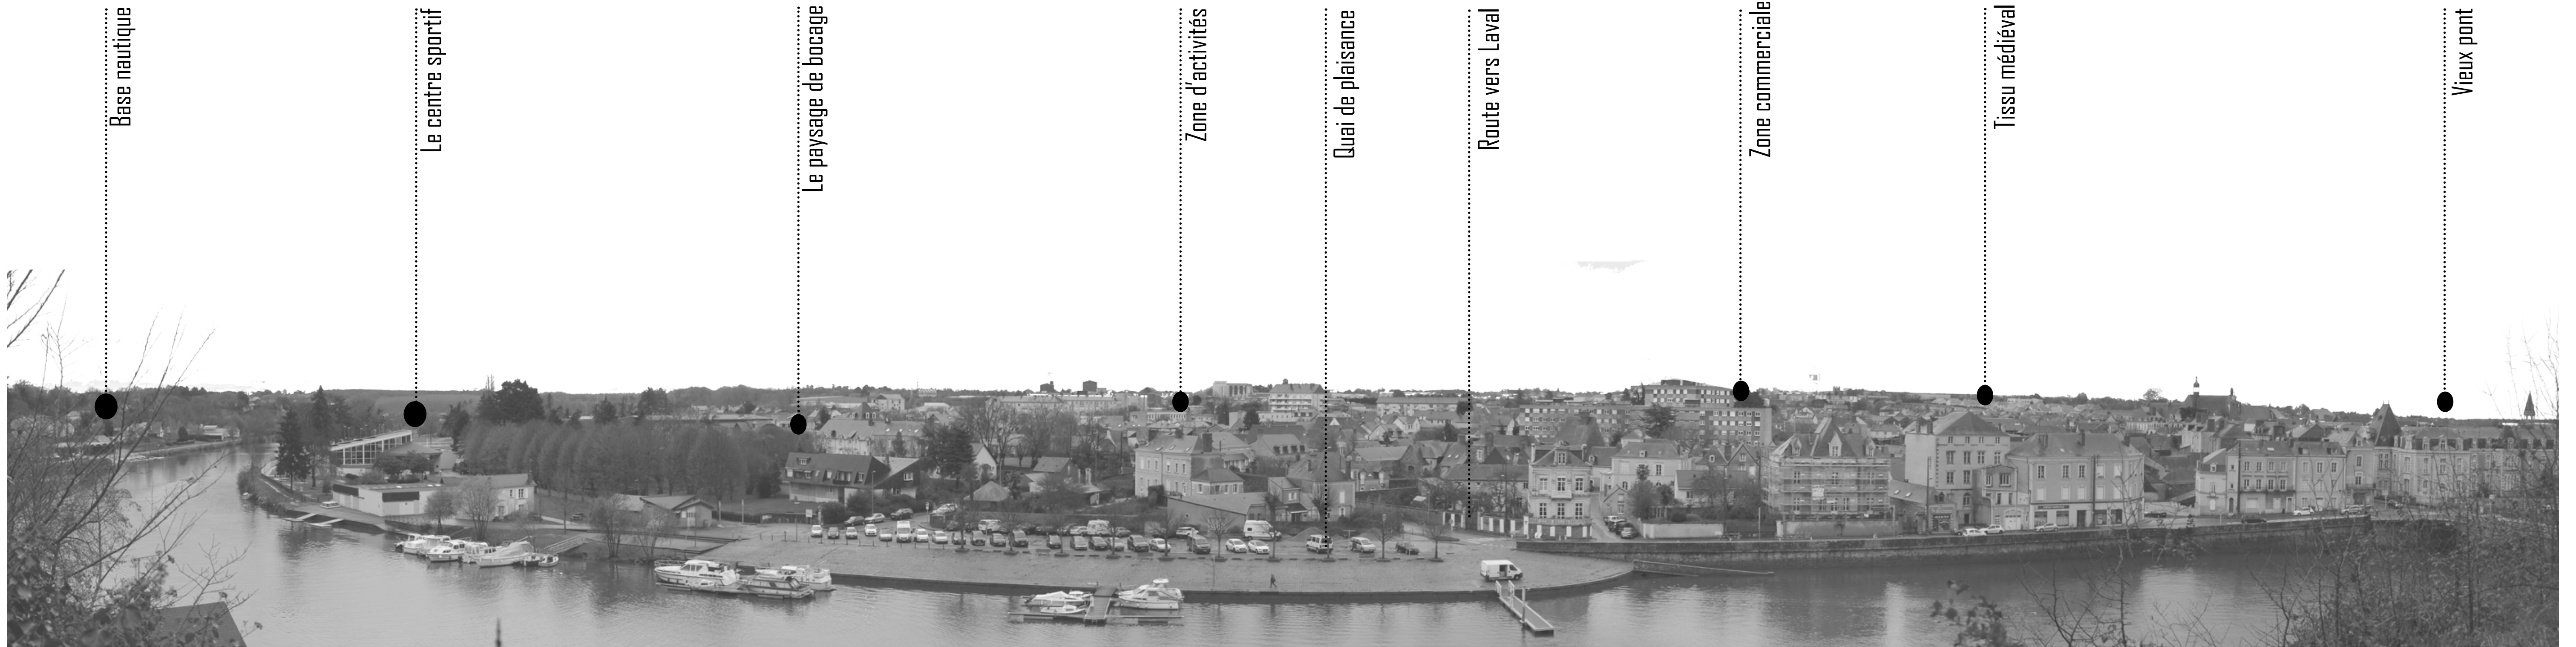 Base nautique
Le centre sportif
Le paysage de bocage
Zone d'activités
Quai de plaisance
Route vers Laval
Zone commerciale
Tissu médiéval
Vieux pont